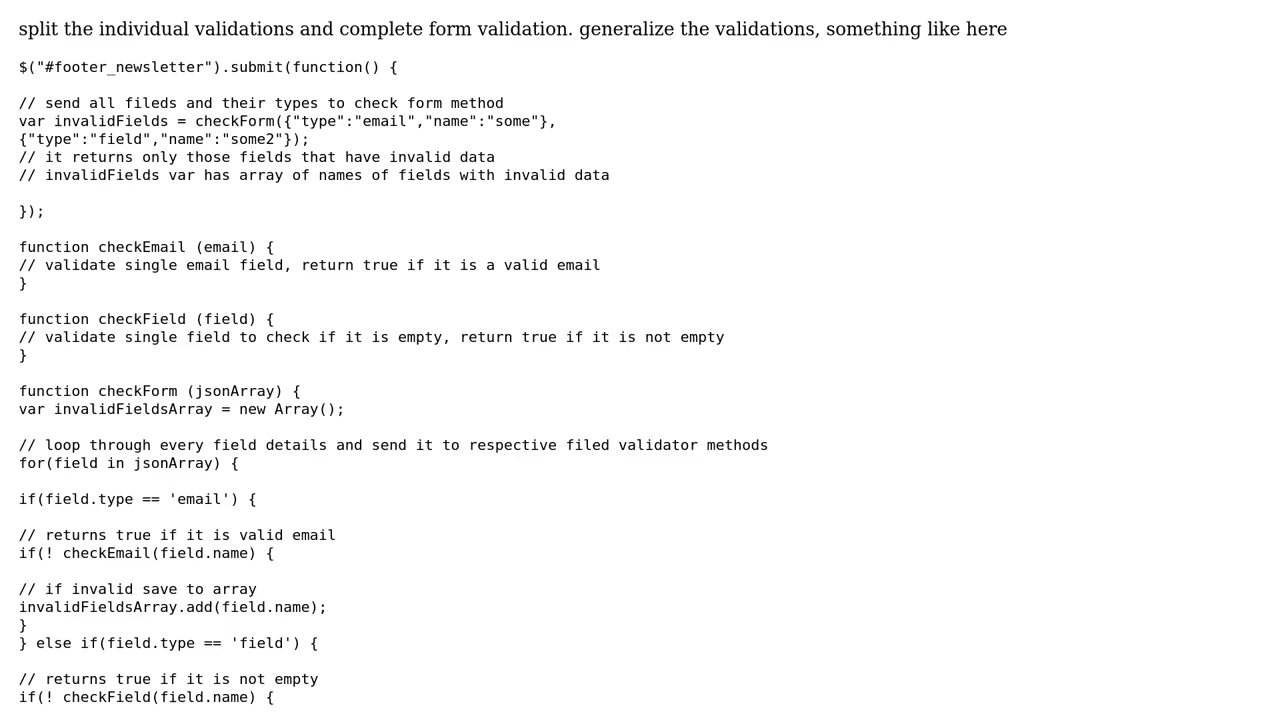 split the individual validations and complete form validation. generalize the validations, something like here
$("#footer_newsletter").submit(function() {
// send all fileds and their types to check form method
var invalidFields = checkForm({"type":"email","name":"some"},
{"type":"field","name":"some2"});
// it returns only those fields that have invalid data
// invalidFields var has array of names of fields with invalid data
});
function checkEmail (email) {
// validate single email field, return true if it is a valid email
}
function checkField (field) {
// validate single field to check if it is empty, return true if it is not empty
}
function checkForm (jsonArray) {
var invalidFieldsArray = new Array();
// loop through every field details and send it to respective filed validator methods
for(field in jsonArray) {
if(field.type == 'email') {
// returns true if it is valid email
if(! checkEmail(field.name) {
// if invalid save to array
invalidFieldsArray.add(field.name);
}
} else if(field.type == 'field') {
// returns true if it is not empty
if(! checkField(field.name) {